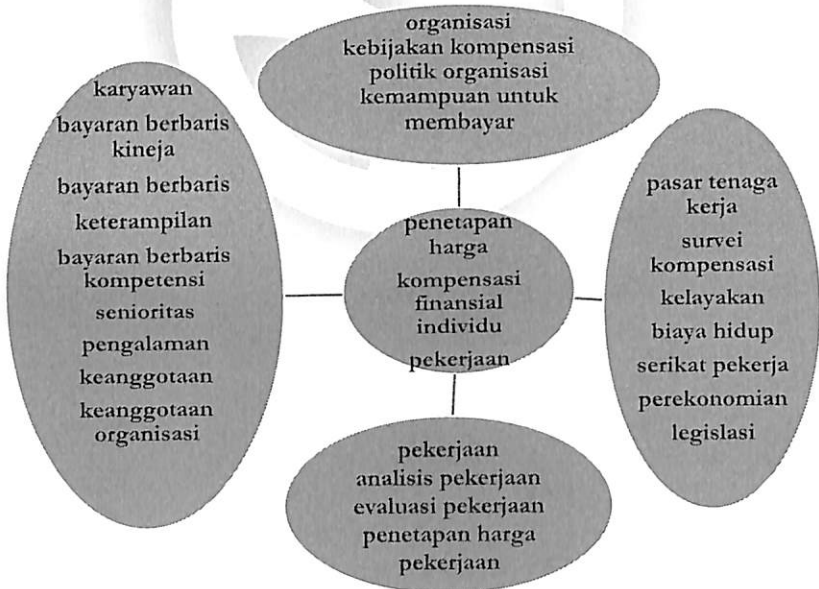 organisasi
kebijakan kompensasi
politik organisasi
kemampuan untuk
membayar
karyawan
bayaran berbaris
kineja
bayaran berbaris
keterampilan
bayaran berbaris
kompetensi
senioritas
pengalaman
keanggotaan
keanggotaan
organisasi
penetapan
harga
kompensasi
finansial
individu
pekerjaan
pasar tenaga
kerja
survei
kompensasi
kelayakan
biaya hidup
serikat pekerja
perekonomian
legislasi
pekerjaan
analisis pekerjaan
evaluasi pekerjaan
penetapan harga
pekerjaan